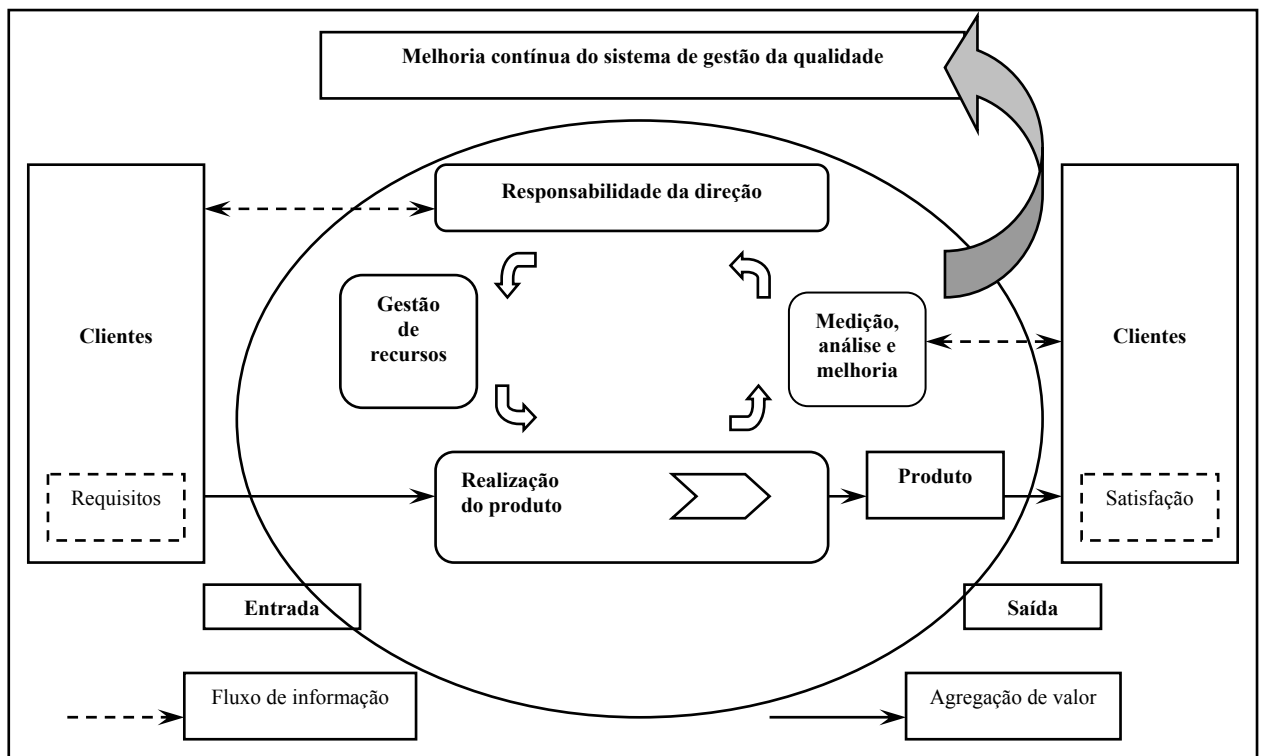 Melhoria contínua do sistema de gestão da qualidade
Responsabilidade da direção
Clientes
Gestão
de
recursos
Medição,
análise e
melhoria
Clientes
Requisitos
Realização
do produto
Produto
Satisfação
Entrada
Saída
Fluxo de informação
Agregação de valor